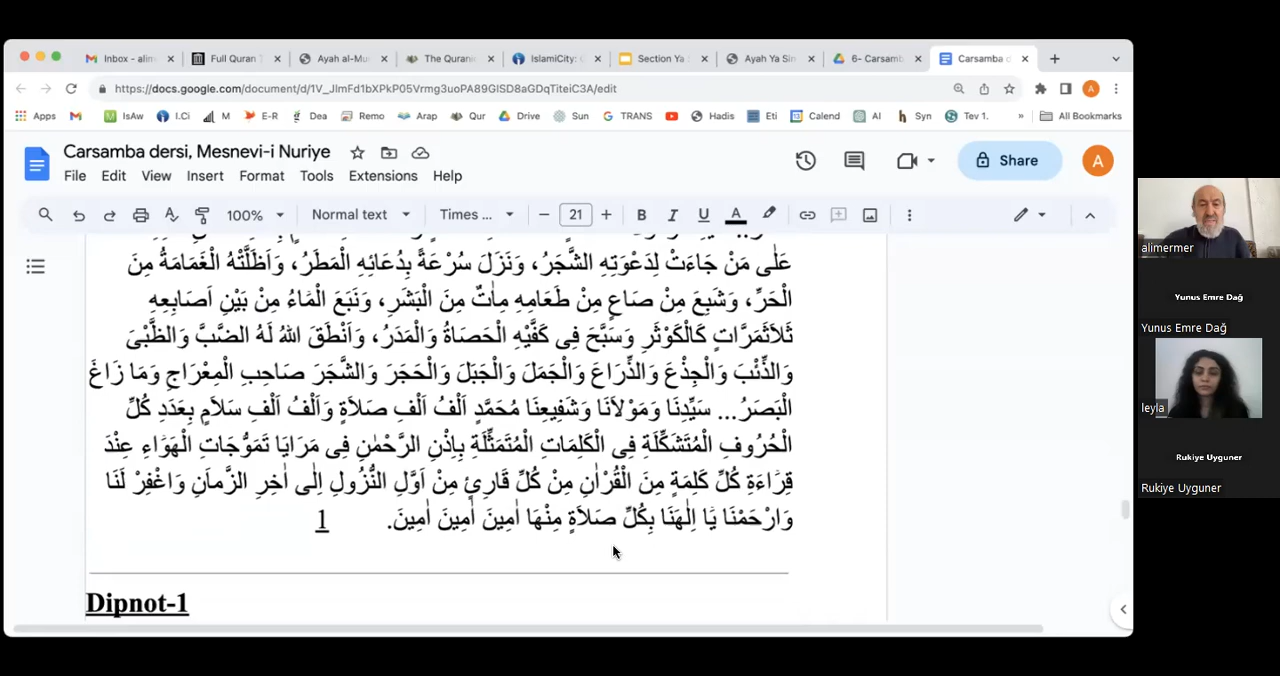 Inbox - alim
Full Quran
Ayah al-Mu
The Qurane
IslamiCity:
Section Ya
Ayah Ya Sin
6- Carsamb
Carsamba d
https://docs.google.com/document/d/1V_JlmFd1bXPkP05Vrmg3uoPA89GISD8aGDqTiteiC3A/edit
Apps
IsAw
I.Ci
M
E-R
Dea
Remo
Arap
Qur
Drive
Sun
TRANS
Hadis
Eti
Calend
AI
Syn
Tev 1.
»
All Bookmarks
A
Carsamba dersi, Mesnevi-i Nuriye
File Edit View Insert Format Tools Extensions Help
Share
A
100%
Normal text
Times ...
21
B I U A
عَلٰى مَنْ جَاءَتْ لِدَعْوَتِهِ الشَّجَرُ، وَنَزَلَ سُرْعَةً بِدُعَائِهِ الْمَطَرُ، وَاَظَلَّتْهُ الْغَمَامَةُ مِنَ
الْحَرِّ، وَشَبِعَ مِنْ صَاعٍ مِنْ طَعَامِهِ مِاٰتٌ مِنَ الْبَشَرِ، وَنَبَعَ الْمَاءُ مِنْ بَيْنِ اَصَابِعِهِ
ثَلَاثَمَرَّاتٍ كَالْكَوْثَرِ وَسَبَّحَ فِى كَفَّيْهِ الْحَصَاةُ وَالْمَدَرُ، وَاَنْطَقَ اللّٰهُ لَهُ الضَّبَّ وَالظَّبْىَ
وَالذِّئْبَ وَالْجِذْعَ وَالذِّرَاعَ وَالْجَمَلَ وَالْجَبَلَ وَالْحَجَرَ وَالشَّجَرَ صَاحِبِ الْمِعْرَاجِ وَمَا زَاغَ
الْبَصَرُ... سَيِّدِنَا وَمَوْلاَنَا وَشَفِيعِنَا مُحَمَّدٍ اَلْفُ اَلْفِ صَلاَةٍ وَاَلْفُ اَلْفِ سَلاَمٍ بِعَدَدِ كُلِّ
الْحُرُوفِ الْمُتَشَكِّلَةِ فِى الْكَلِمَاتِ الْمُتَمَثِّلَةِ بِاِذْنِ الرَّحْمٰنِ فِى مَرَايَا تَمَوُّجَاتِ الْهَوَاءِ عِنْدَ
قِرَاءَةِ كُلِّ كَلِمَةٍ مِنَ الْقُرْاٰنِ مِنْ كُلِّ قَارِئٍ مِنْ اَوَّلِ النُّزُولِ اِلٰى اٰخِرِ الزَّمَانِ وَاغْفِرْ لَنَا
وَارْحَمْنَا يَا اِلٰهَنَا بِكُلِّ صَلاَةٍ مِنْهَا اٰمِينَ اٰمِينَ اٰمِينَ. 1
Dipnot-1
alimermer
Yunus Emre Dağ
Yunus Emre Dağ
leyla
Rukiye Uyguner
Rukiye Uyguner